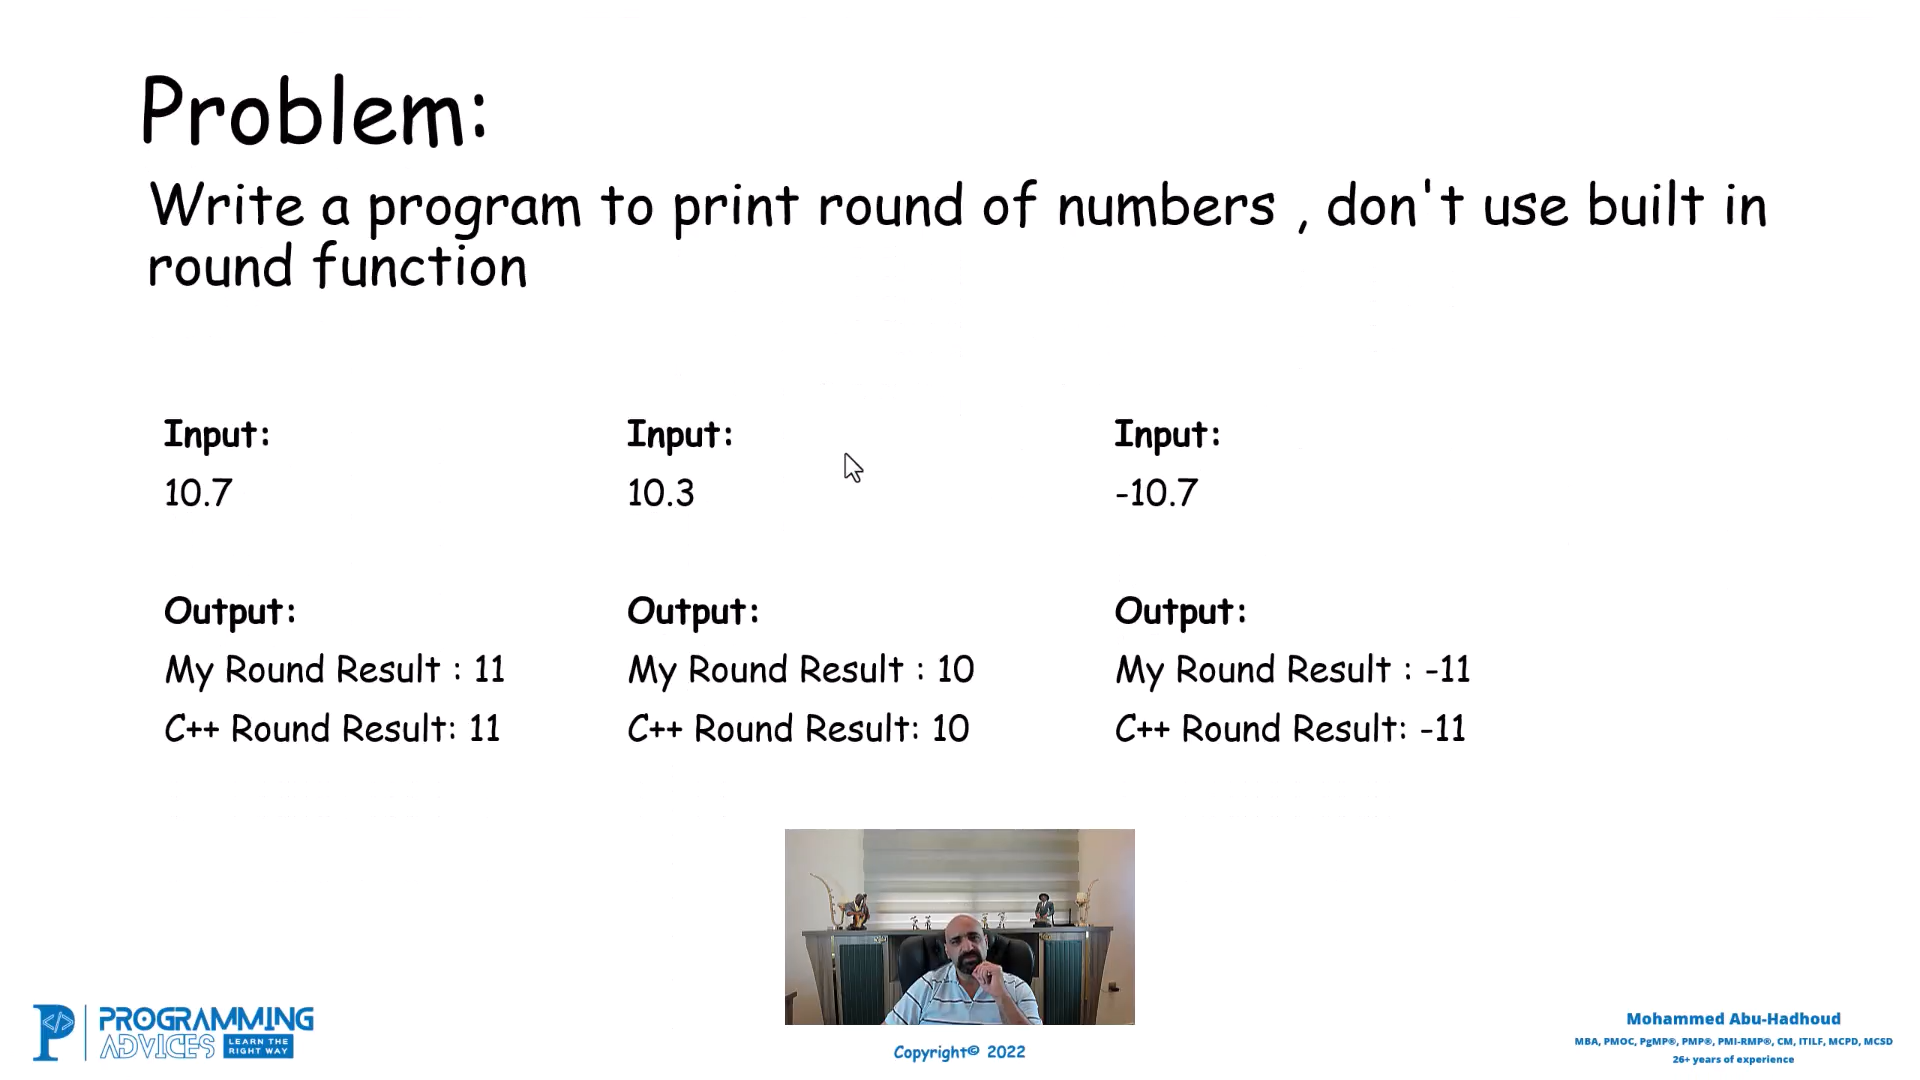 Problem:
Write a program to print round of numbers , don't use built in
round function
Input:
10.7
Output:
My Round Result : 11
C++ Round Result: 11
Input:
10.3
Output:
My Round Result : 10
C++ Round Result: 10
Input:
-10.7
Output:
My Round Result : -11
C++ Round Result: -11
PROGRAMMING
ADVICES
LEARN THE
RIGHT WAY
Copyright© 2022
Mohammed Abu-Hadhoud
MBA, PMOC, PgMP®, PMP®, PMI-RMP®, CM, ITILF, MCPD, MCSD
26+ years of experience